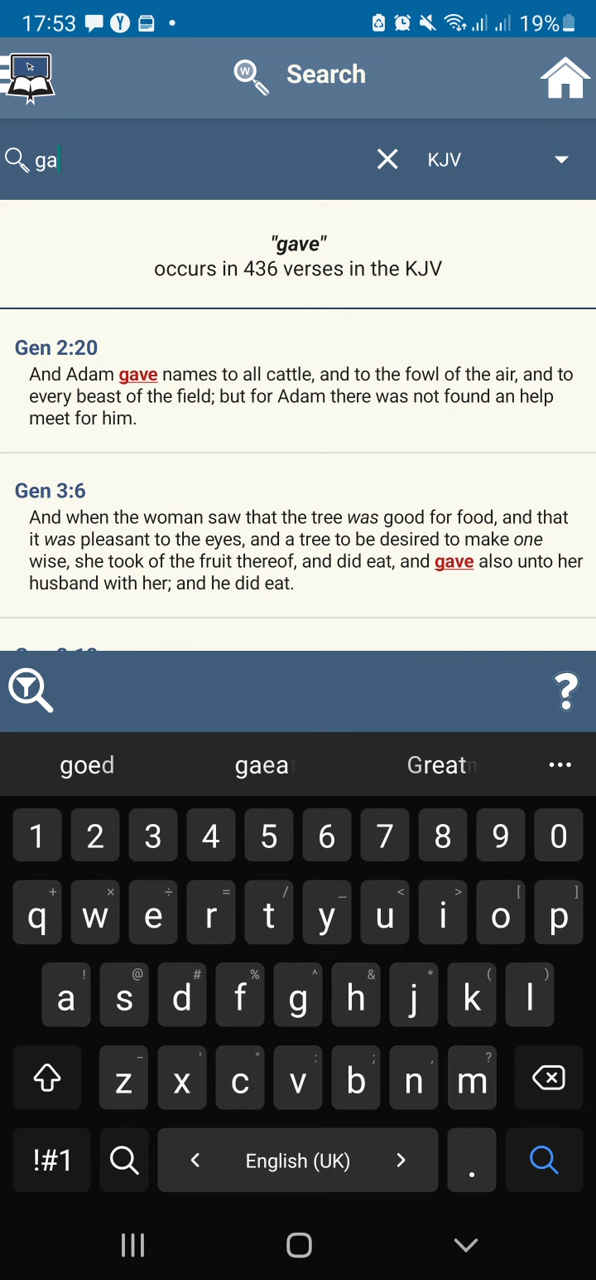 17:53 19%
Search
ga KJV
"gave"
occurs in 436 verses in the KJV
Gen 2:20
And Adam gave names to all cattle, and to the fowl of the air, and to
every beast of the field; but for Adam there was not found an help
meet for him.
Gen 3:6
And when the woman saw that the tree was good for food, and that
it was pleasant to the eyes, and a tree to be desired to make one
wise, she took of the fruit thereof, and did eat, and gave also unto her
husband with her; and he did eat.
?
goed gaea Great ...
1 2 3 4 5 6 7 8 9 0
+ × ÷ = / _ < > [ ]
q w e r t y u i o p
! @ # % ^ & * ( )
a s d f g h j k l
- ' " : ; , ?
z x c v b n m
!#1 < English (UK) > .